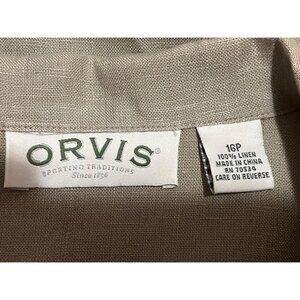 ORVIS®
SPORTING TRADITIONS
Since 1856
16P
100% LINEN
MADE IN CHINA
RN 70534
CARE ON REVERSE